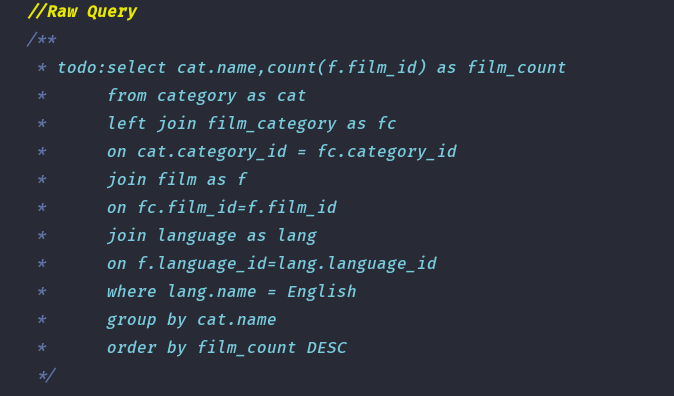 //Raw Query
/**
* todo:select cat.name,count(f.film_id) as film_count
* from category as cat
* left join film_category as fc
* on cat.category_id = fc.category_id
* join film as f
* on fc.film_id=f.film_id
* join language as lang
* on f.language_id=lang.language_id
* where lang.name = English
* group by cat.name
* order by film_count DESC
*/